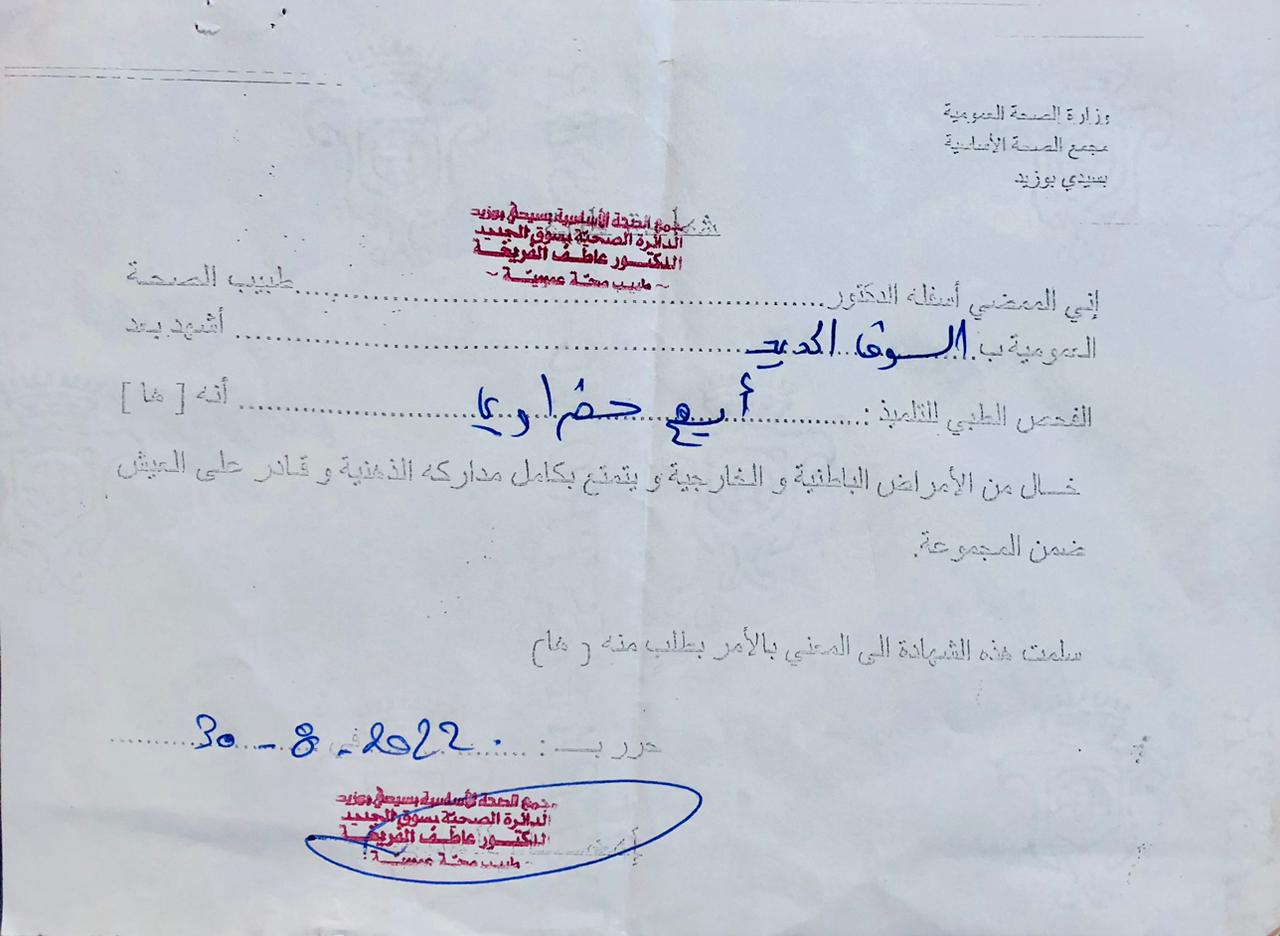 وزارة الصحة العمومية
مجمع الصحة الأساسية
بسيدي بوزيد
مجمع الصحة الأساسية بسيدي بوزيد
الدائرة الصحية بسوق الجديد
الدكتور عاطف الفريضة
~ طبيب صحة عمومية ~
إني الممضي أسفله الدكتور طبيب الصحة
العمومية ب السوق الجديد أشهد بعد
الفحص الطبي للتلميذ : أريج خضراوي أنه [ ها ]
خال من الأمراض الباطنية و الخارجية و يتمتع بكامل مداركه الذهنية و قادر على العيش
ضمن المجموعة.
سلمت هذه الشهادة الى المعني بالأمر بطلب منه ( ها)
حرر بـ : في 30 - 8 - 2022
مجمع الصحة الأساسية بسيدي بوزيد
الدائرة الصحية بسوق الجديد
الدكتور عاطف الفريضة
طبيب صحة عمومية